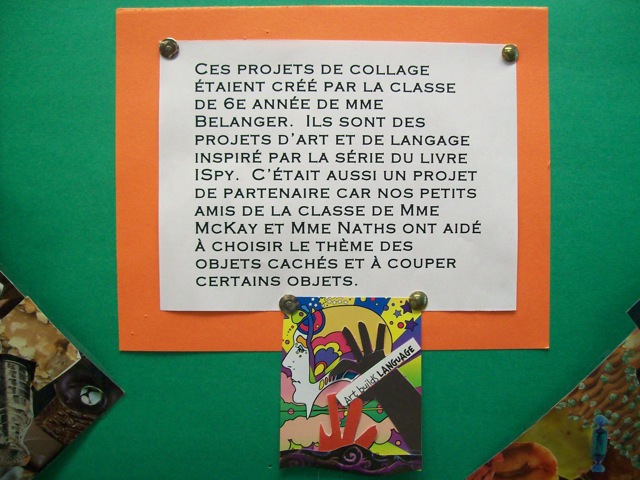 Ces projets de collage
étaient créé par la classe
de 6e année de mme
Belanger. Ils sont des
projets d'art et de langage
inspiré par la série du livre
ISpy. C'était aussi un projet
de partenaire car nos petits
amis de la classe de Mme
McKay et Mme Naths ont aidé
à choisir le thème des
objets cachés et à couper
certains objets.
Art builds LANGUAGE